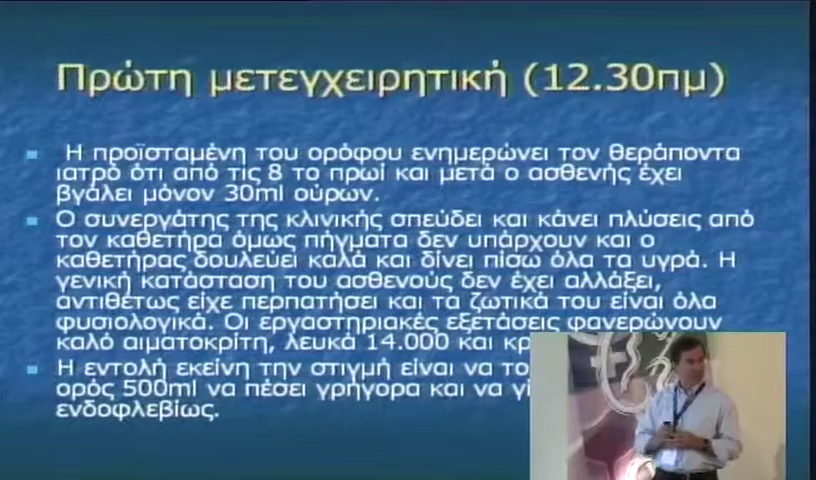 Πρώτη μετεγχειρητική (12.30πμ)
Η προϊσταμένη του ορόφου ενημερώνει τον θεράποντα
ιατρό ότι από τις 8 το πρωί και μετά ο ασθενής έχει
βγάλει μόνον 30ml ούρων.
Ο συνεργάτης της κλινικής σπεύδει και κάνει πλύσεις από
τον καθετήρα όμως πήγματα δεν υπάρχουν και ο
καθετήρας δουλεύει καλά και δίνει πίσω όλα τα υγρά. Η
γενική κατάσταση του ασθενούς δεν έχει αλλάξει,
αντιθέτως είχε περπατήσει και τα ζωτικά του είναι όλα
φυσιολογικά. Οι εργαστηριακές εξετάσεις φανερώνουν
καλό αιματοκρίτη, λευκά 14.000 και κρ
Η εντολή εκείνη την στιγμή είναι να το
ορός 500ml να πέσει γρήγορα και να γί
ενδοφλεβίως.